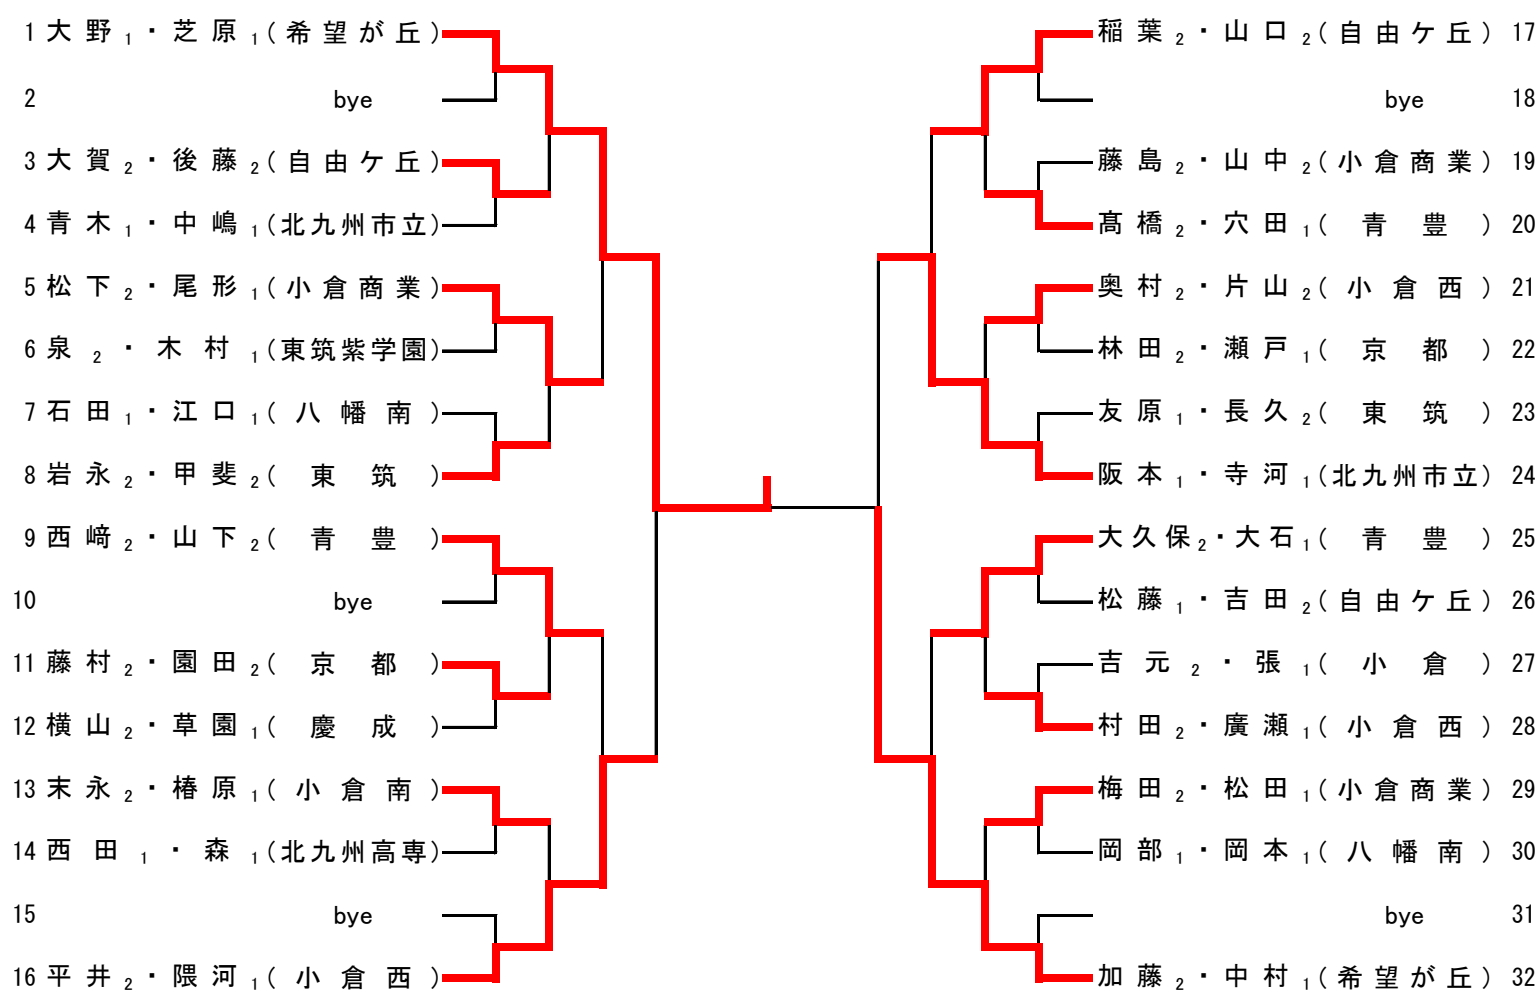 1 大野 1 ・ 芝原 1 (希望が丘)
2 bye
3 大賀 2 ・ 後藤 2 (自由ケ丘)
4 青木 1 ・ 中嶋 1 (北九州市立)
5 松下 2 ・ 尾形 1 (小倉商業)
6 泉 2 ・ 木村 1 (東筑紫学園)
7 石田 1 ・ 江口 1 (八幡南)
8 岩永 2 ・ 甲斐 2 (東筑)
9 西﨑 2 ・ 山下 2 (青豊)
10 bye
11 藤村 2 ・ 園田 2 (京都)
12 横山 2 ・ 草園 1 (慶成)
13 末永 2 ・ 椿原 1 (小倉南)
14 西田 1 ・ 森 1 (北九州高専)
15 bye
16 平井 2 ・ 隈河 1 (小倉西)
稲葉 2 ・ 山口 2 (自由ケ丘) 17
bye 18
藤島 2 ・ 山中 2 (小倉商業) 19
髙橋 2 ・ 穴田 1 (青豊) 20
奥村 2 ・ 片山 2 (小倉西) 21
林田 2 ・ 瀬戸 1 (京都) 22
友原 1 ・ 長久 2 (東筑) 23
阪本 1 ・ 寺河 1 (北九州市立) 24
大久保 2 ・ 大石 1 (青豊) 25
松藤 1 ・ 吉田 2 (自由ケ丘) 26
吉元 2 ・ 張 1 (小倉) 27
村田 2 ・ 廣瀬 1 (小倉西) 28
梅田 2 ・ 松田 1 (小倉商業) 29
岡部 1 ・ 岡本 1 (八幡南) 30
bye 31
加藤 2 ・ 中村 1 (希望が丘) 32